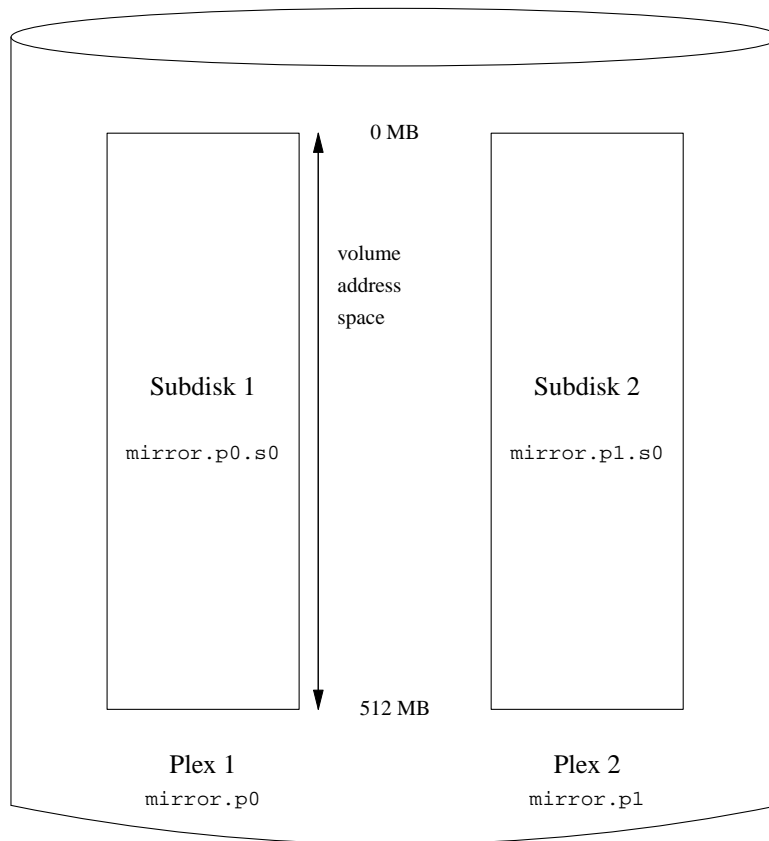 0 MB
volume
address
space
Subdisk 1
Subdisk 2
mirror.p0.s0
mirror.p1.s0
512 MB
Plex 1
Plex 2
mirror.p0
mirror.p1